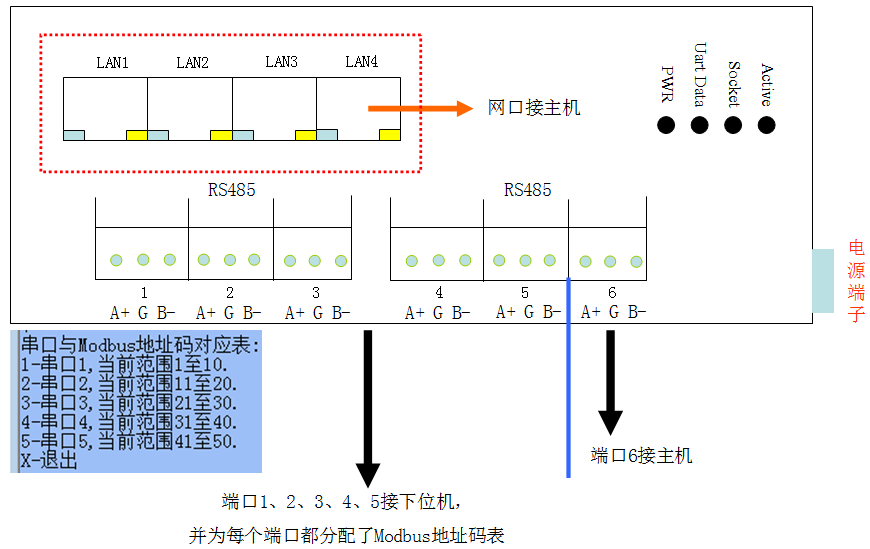 LAN1 LAN2 LAN3 LAN4
PWR
Uart Data
Socket
Active
网口接主机
RS485 RS485
电源端子
1 2 3 4 5 6
A+ G B- A+ G B- A+ G B- A+ G B- A+ G B- A+ G B-
串口与Modbus地址码对应表:
1-串口1,当前范围1至10.
2-串口2,当前范围11至20.
3-串口3,当前范围21至30.
4-串口4,当前范围31至40.
5-串口5,当前范围41至50.
X-退出
端口6接主机
端口1、2、3、4、5接下位机,
并为每个端口都分配了Modbus地址码表